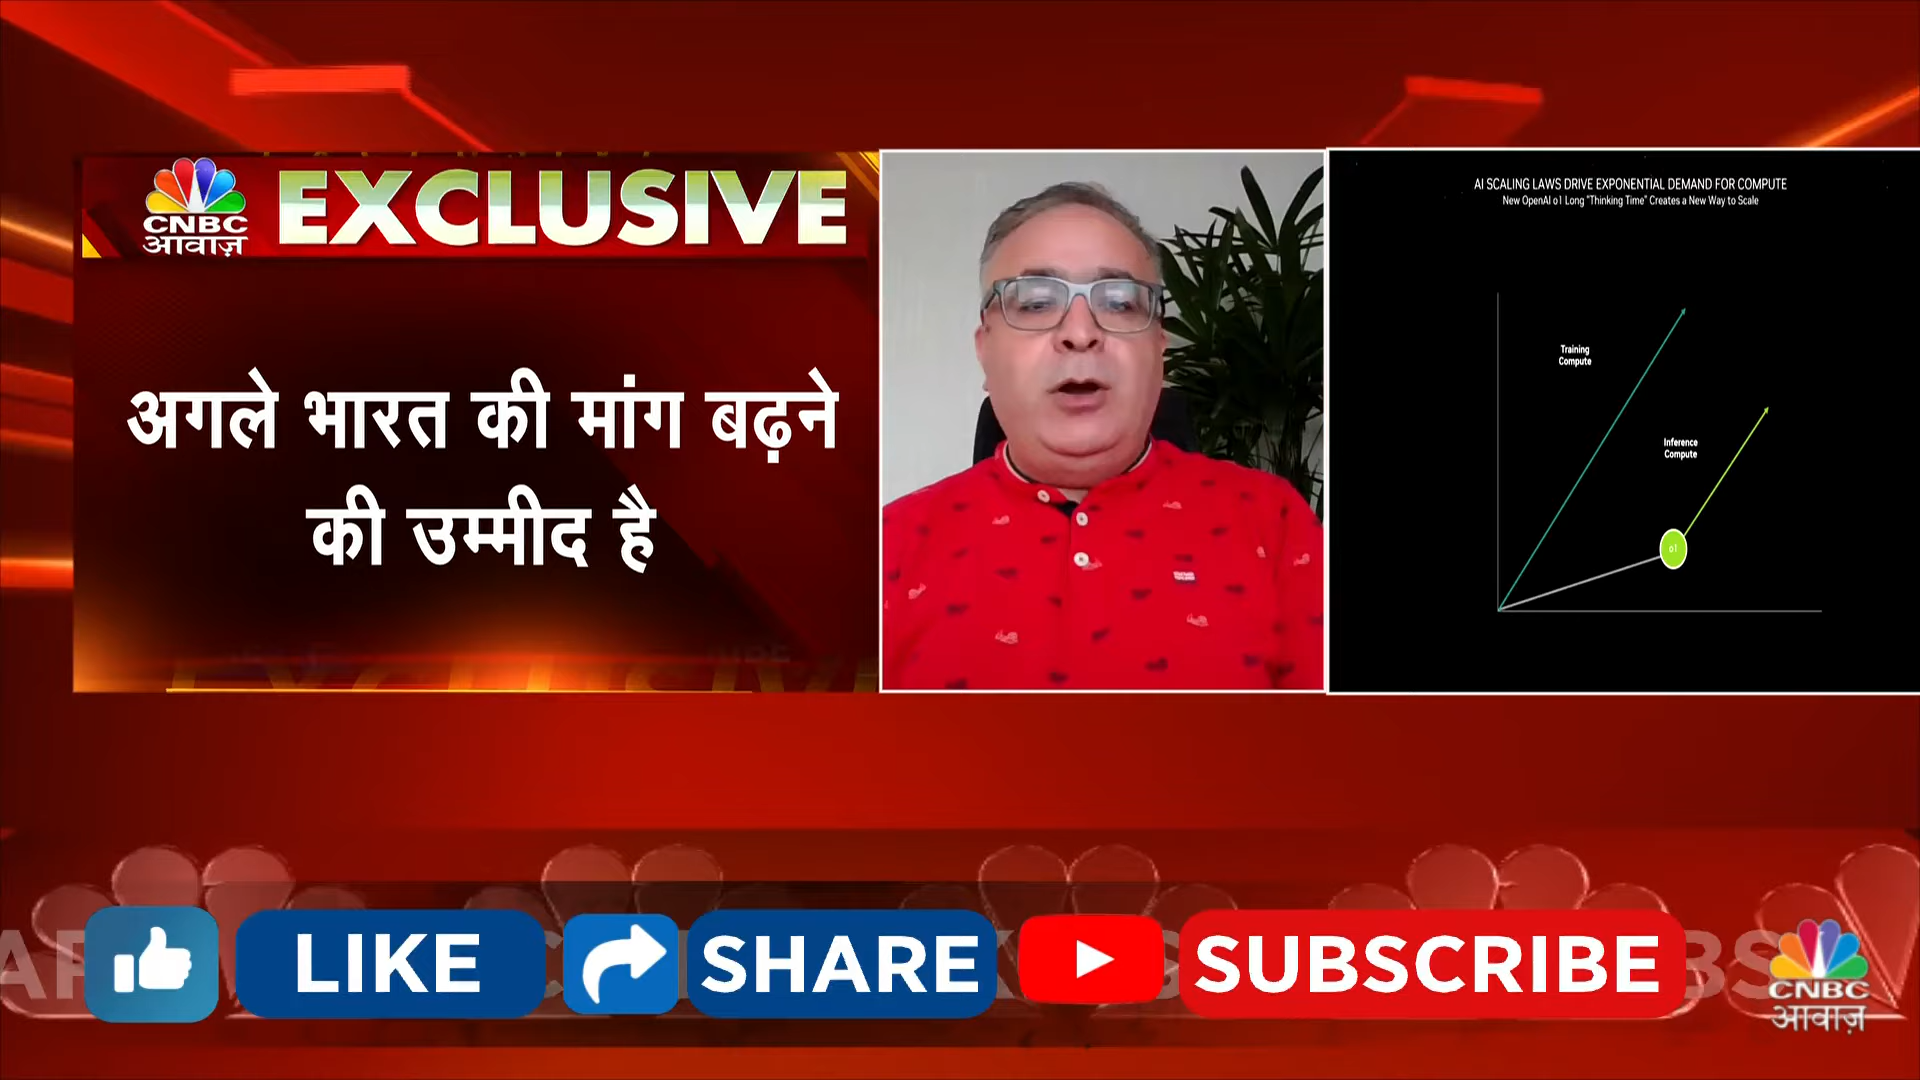 CNBC
आवाज़
EXCLUSIVE
अगले भारत की मांग बढ़ने
की उम्मीद है
AI SCALING LAWS DRIVE EXPONENTIAL DEMAND FOR COMPUTE
New OpenAI o1 Long "Thinking Time" Creates a New Way to Scale
Training
Compute
Inference
Compute
o1
LIKE
SHARE
SUBSCRIBE
CNBC
आवाज़